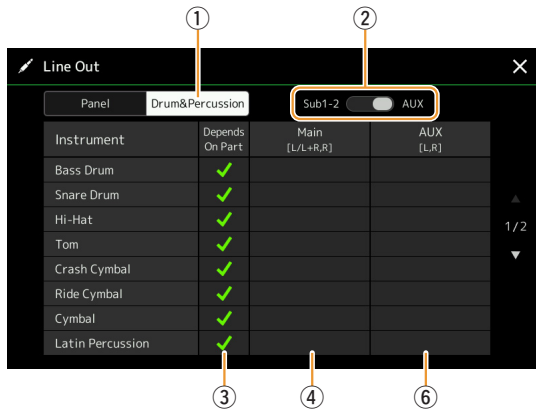 ① ②
Line Out
Panel Drum&Percussion Sub1-2 AUX
Instrument Depends On Part Main [L/L+R,R] AUX [L,R]
Bass Drum
Snare Drum
Hi-Hat
1/2
Tom
Crash Cymbal
Ride Cymbal
Cymbal
Latin Percussion
③ ④ ⑥